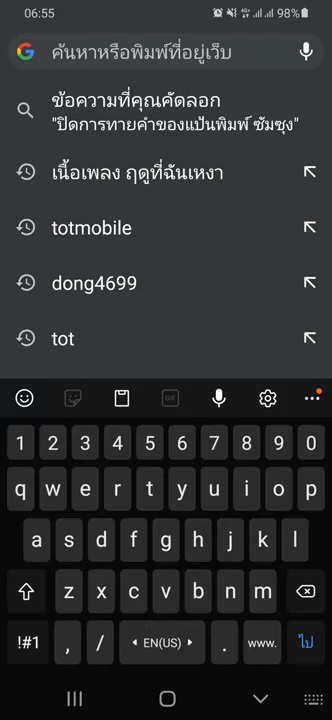 06:55
4G+
98%
ค้นหาหรือพิมพ์ที่อยู่เว็บ
ข้อความที่คุณคัดลอก
"ปิดการทายคำของแป้นพิมพ์ ซัมซุง"
เนื้อเพลง ฤดูที่ฉันเหงา
totmobile
dong4699
tot
GIF
1 2 3 4 5 6 7 8 9 0
q w e r t y u i o p
a s d f g h j k l
z x c v b n m
!#1 , / EN(US) . www. ไป